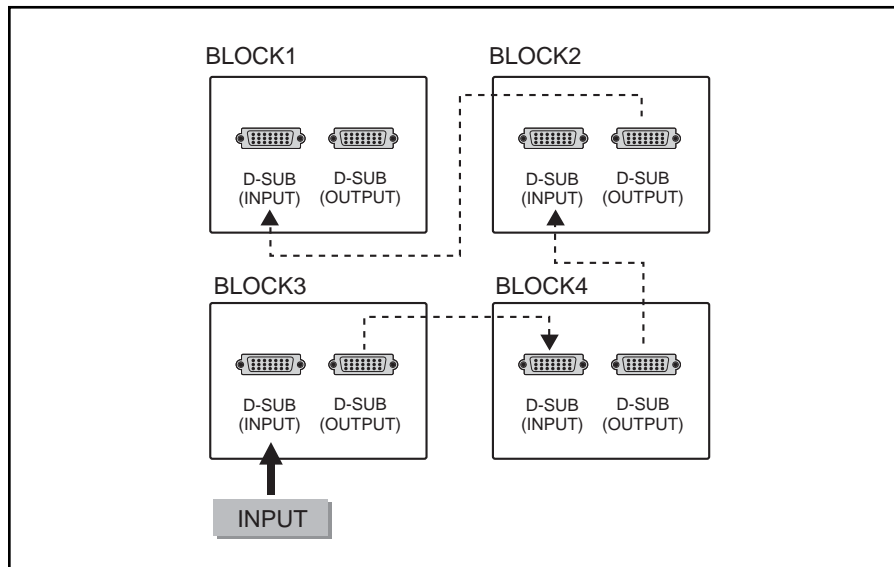 BLOCK1
BLOCK2
D-SUB
(INPUT)
D-SUB
(OUTPUT)
D-SUB
(INPUT)
D-SUB
(OUTPUT)
BLOCK3
BLOCK4
D-SUB
(INPUT)
D-SUB
(OUTPUT)
D-SUB
(INPUT)
D-SUB
(OUTPUT)
INPUT